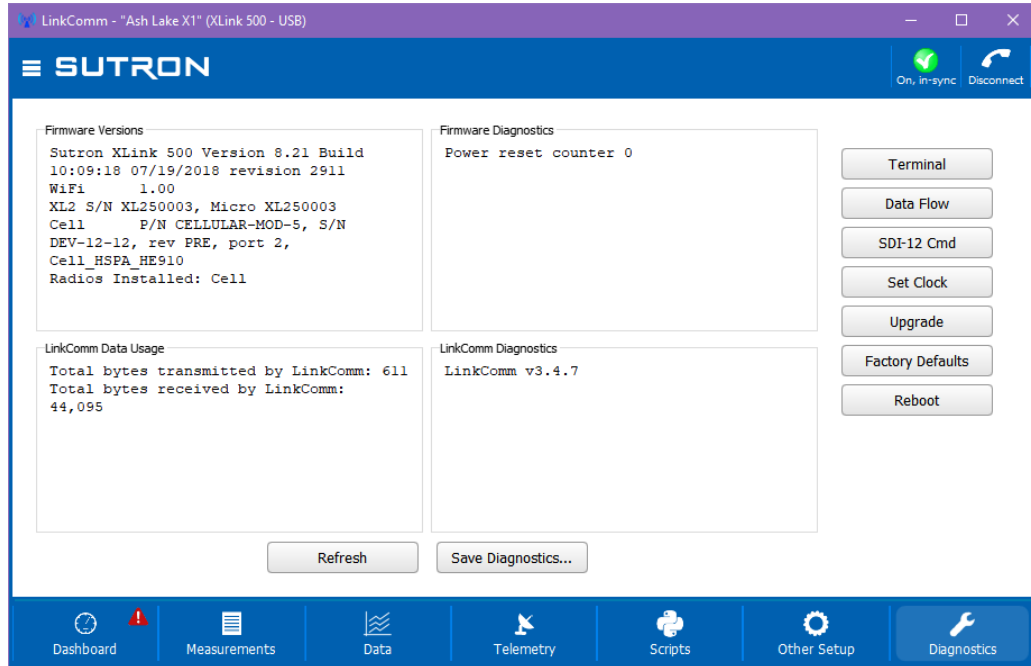 LinkComm - "Ash Lake X1" (XLink 500 - USB)
SUTRON
On, in-sync
Disconnect
Firmware Versions
Sutron XLink 500 Version 8.21 Build
10:09:18 07/19/2018 revision 2911
WiFi 1.00
XL2 S/N XL250003, Micro XL250003
Cell P/N CELLULAR-MOD-5, S/N
DEV-12-12, rev PRE, port 2,
Cell_HSPA_HE910
Radios Installed: Cell
Firmware Diagnostics
Power reset counter 0
LinkComm Data Usage
Total bytes transmitted by LinkComm: 611
Total bytes received by LinkComm:
44,095
LinkComm Diagnostics
LinkComm v3.4.7
Terminal
Data Flow
SDI-12 Cmd
Set Clock
Upgrade
Factory Defaults
Reboot
Refresh
Save Diagnostics...
Dashboard
Measurements
Data
Telemetry
Scripts
Other Setup
Diagnostics